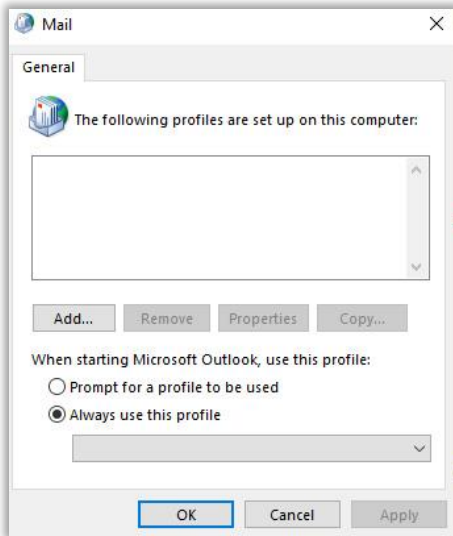 Mail
General
The following profiles are set up on this computer:
Add...
Remove
Properties
Copy...
When starting Microsoft Outlook, use this profile:
Prompt for a profile to be used
Always use this profile
OK
Cancel
Apply